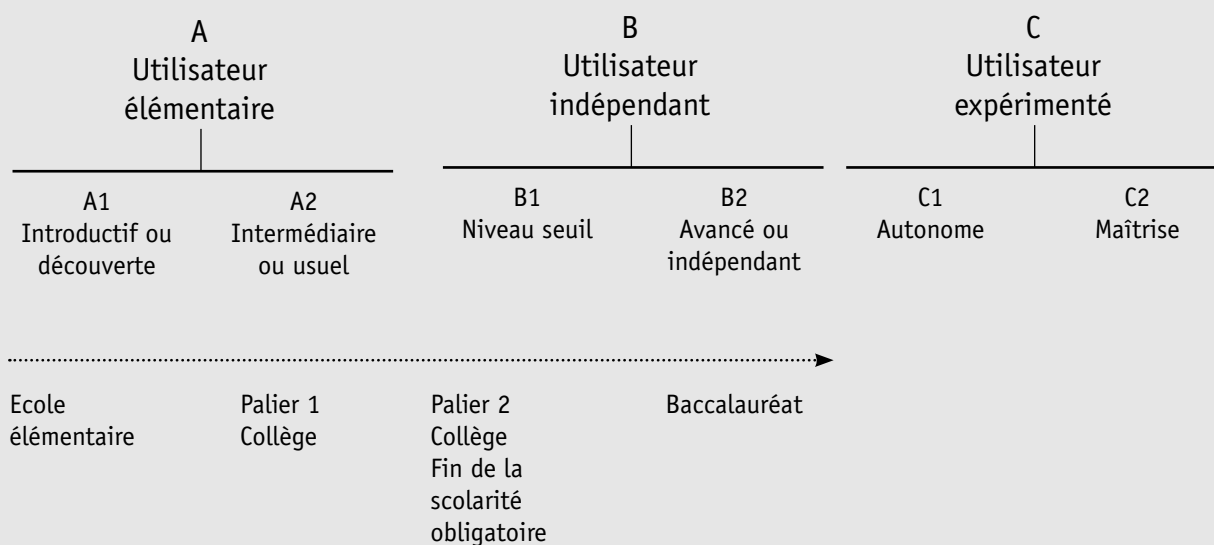 A
Utilisateur
élémentaire
B
Utilisateur
indépendant
C
Utilisateur
expérimenté
A1
Introductif ou
découverte
A2
Intermédiaire
ou usuel
B1
Niveau seuil
B2
Avancé ou
indépendant
C1
Autonome
C2
Maîtrise
Ecole
élémentaire
Palier 1
Collège
Palier 2
Collège
Fin de la
scolarité
obligatoire
Baccalauréat